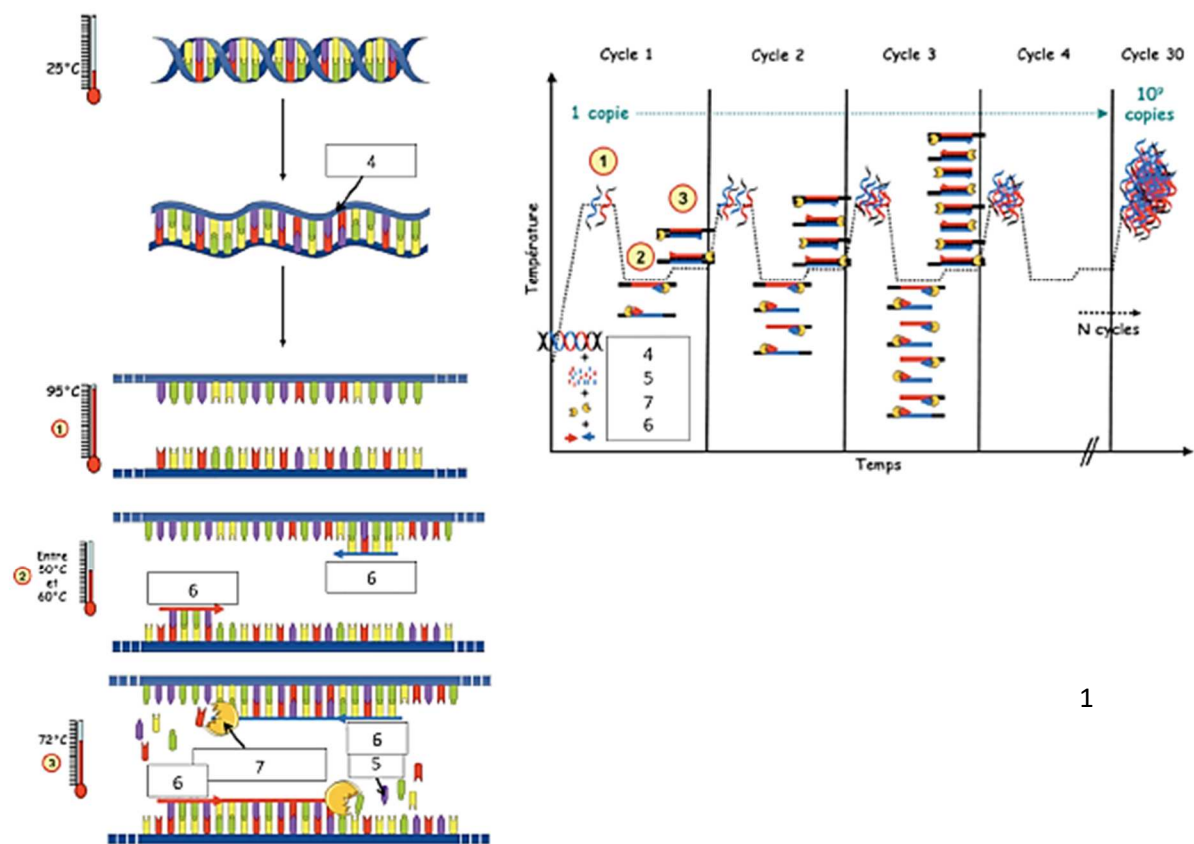 25°C
4
95°C
1
Entre
50°C
et
60°C
2
6
6
72°C
3
6
5
7
6
Cycle 1
Cycle 2
Cycle 3
Cycle 4
Cycle 30
1 copie
10⁹
copies
1
3
2
Température
+
4
+
5
+
7
+
6
N cycles
Temps
//
1